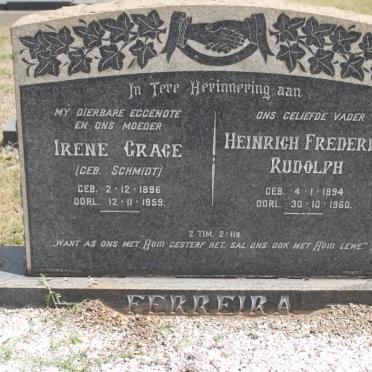 In Tere Herinnering aan
MY DIERBARE EGGENOTE
EN ONS MOEDER
IRENE GRACE
(GEB. SCHMIDT)
GEB. 2-12-1896
OORL. 12-11-1959.
ONS GELIEFDE VADER
HEINRICH FREDERI
RUDOLPH
GEB. 4-1-1894
OORL. 30-10-1960.
2 TIM. 2:11B.
"WANT AS ONS MET HOM GESTERF HET, SAL ONS OOK MET HOM LEWE."
FERREIRA